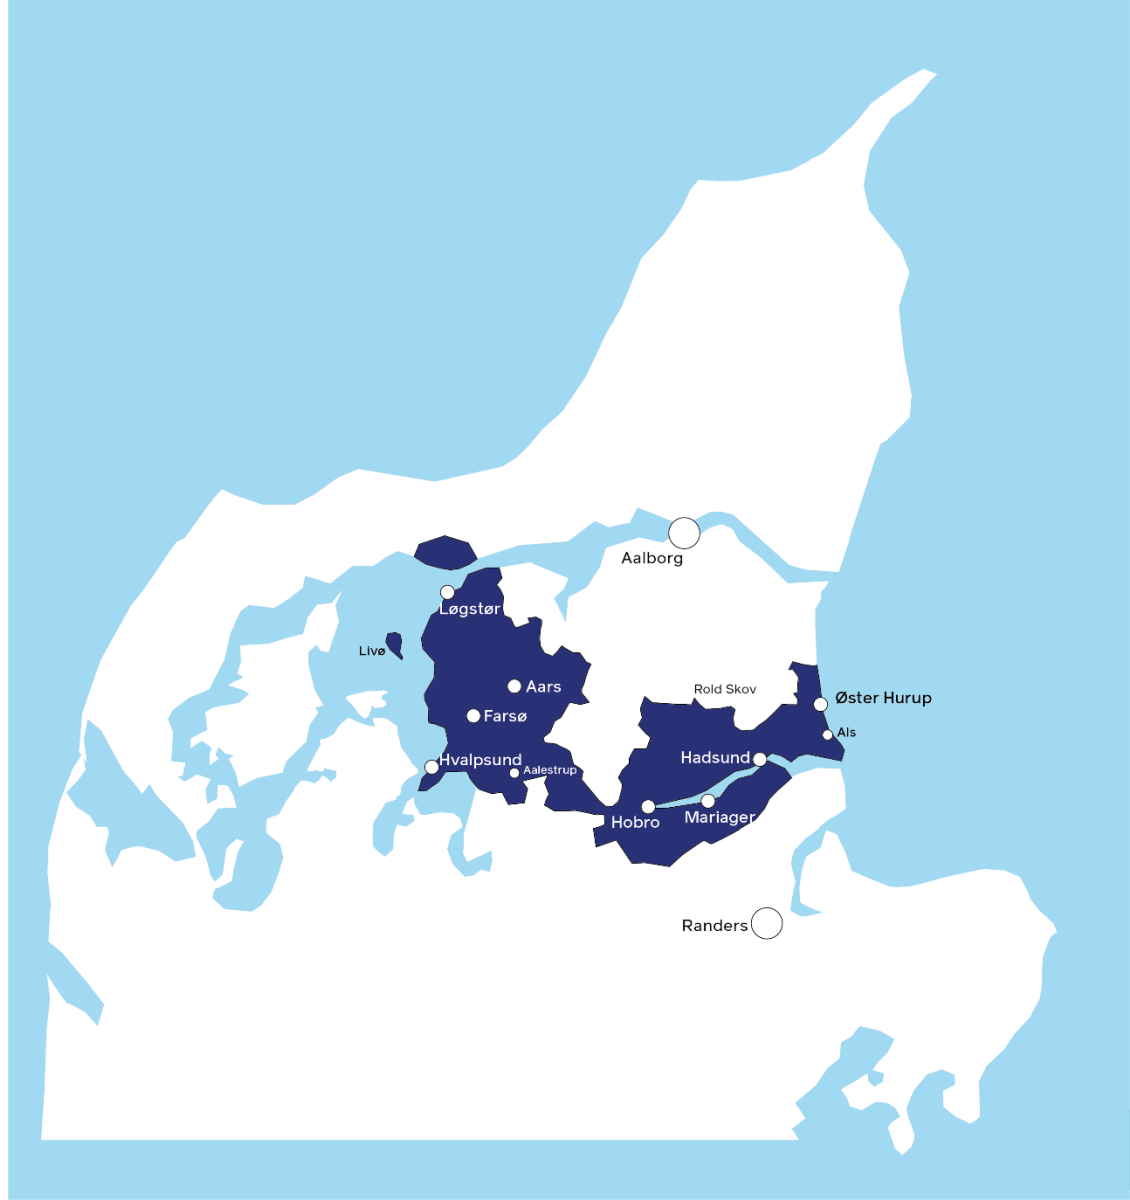 Aalborg
Løgstør
Livø
Aars
Rold Skov
Øster Hurup
Farsø
Als
Hvalpsund
Hadsund
Aalestrup
Hobro
Mariager
Randers